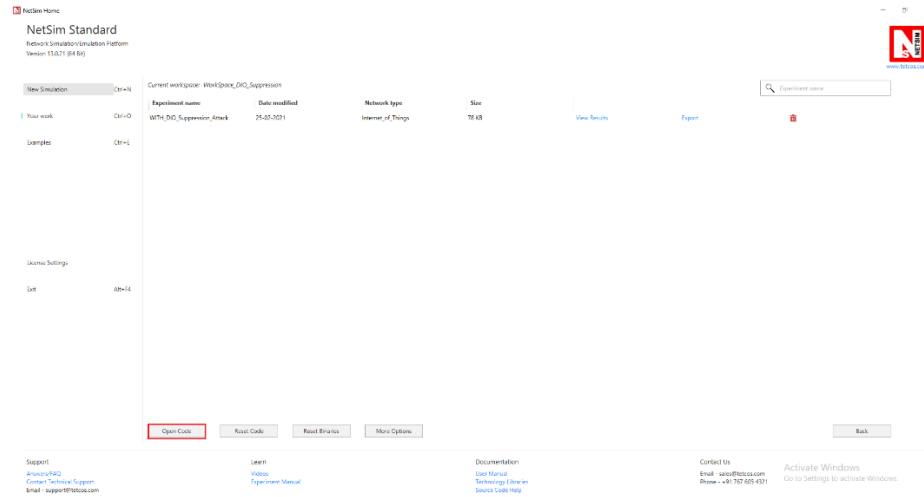 NetSim Home
NetSim Standard
Network Simulation/Emulation Platform
Version 13.0.21 (64 Bit)
NETSIM
www.tetcos.co
New Simulation Ctrl+N
Current workspace: WorkSpace_DIO_Suppression
Experiment name
Experiment name Date modified Network type Size
Your work Ctrl+O
WITH_DIO_Suppression_Attack 25-02-2021 Internet_of_Things 78 KB View Results Export
Examples Ctrl+E
License Settings
Exit Alt+F4
Open Code Reset Code Reset Binaries More Options Back
Support Learn Documentation Contact Us
Answers/FAQ Videos User Manual Email - sales@tetcos.com
Contact Technical Support Experiment Manual Technology Libraries Phone - +91 767 605 4321
Email - support@tetcos.com Source Code Help
Activate Windows
Go to Settings to activate Windows.